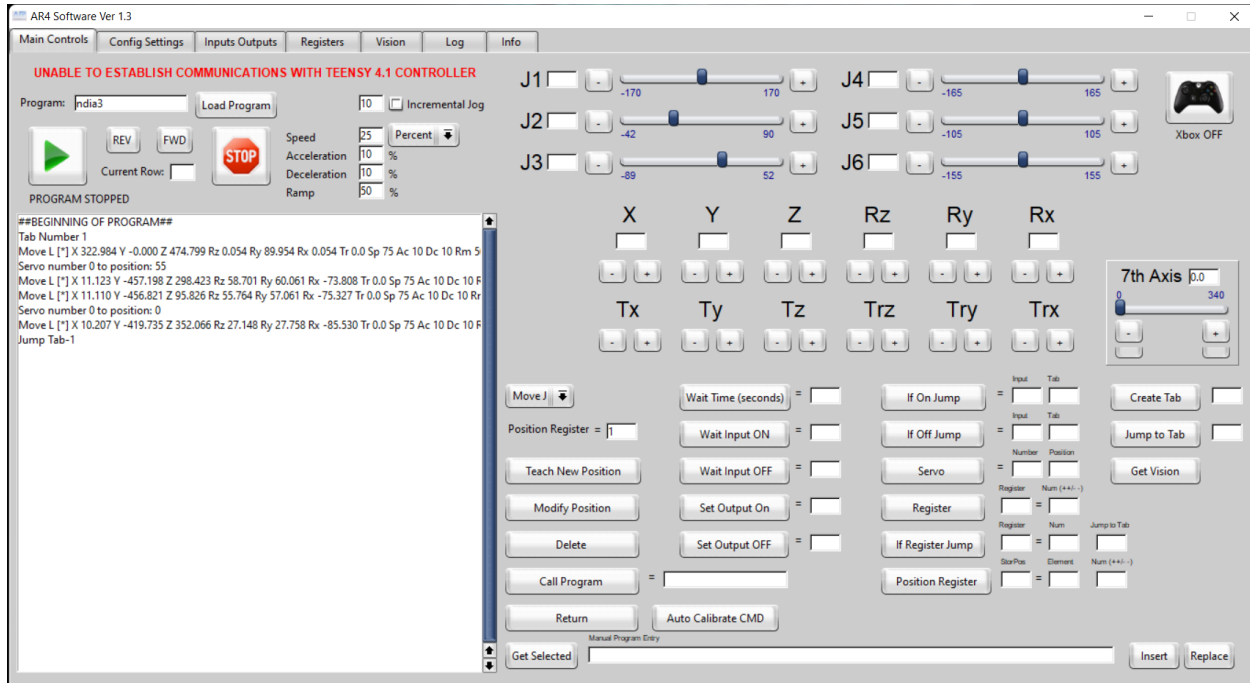 AR4 Software Ver 1.3
Main Controls Config Settings Inputs Outputs Registers Vision Log Info
UNABLE TO ESTABLISH COMMUNICATIONS WITH TEENSY 4.1 CONTROLLER
Program: ndia3 Load Program 10 Incremental Jog
REV FWD STOP
Current Row:
Speed 25 Percent
Acceleration 10 %
Deceleration 10 %
Ramp 50 %
PROGRAM STOPPED
##BEGINNING OF PROGRAM##
Tab Number 1
Move L [*] X 322.984 Y -0.000 Z 474.799 Rz 0.054 Ry 89.954 Rx 0.054 Tr 0.0 Sp 75 Ac 10 Dc 10 Rm 5
Servo number 0 to position: 55
Move L [*] X 11.123 Y -457.198 Z 298.423 Rz 58.701 Ry 60.061 Rx -73.808 Tr 0.0 Sp 75 Ac 10 Dc 10 R
Move L [*] X 11.110 Y -456.821 Z 95.826 Rz 55.764 Ry 57.061 Rx -75.327 Tr 0.0 Sp 75 Ac 10 Dc 10 Rr
Servo number 0 to position: 0
Move L [*] X 10.207 Y -419.735 Z 352.066 Rz 27.148 Ry 27.758 Rx -85.530 Tr 0.0 Sp 75 Ac 10 Dc 10 F
Jump Tab-1
J1 - + J4 - +
-170 170 -165 165
J2 - + J5 - +
-42 90 -105 105
J3 - + J6 - +
-89 52 -155 155
Xbox OFF
X Y Z Rz Ry Rx
- + - + - + - + - + - +
Tx Ty Tz Trz Try Trx
- + - + - + - + - + - +
7th Axis 0.0
0 340
- +
Move J
Position Register = 1
Teach New Position
Modify Position
Delete
Call Program =
Return Auto Calibrate CMD
Wait Time (seconds) =
Wait Input ON =
Wait Input OFF =
Set Output On =
Set Output OFF =
Input Tab
If On Jump =
Input Tab
If Off Jump =
Number Position
Servo =
Register Num (++/- -)
Register =
Register Num Jump to Tab
If Register Jump =
StorPos Element Num (++/- -)
Position Register =
Create Tab
Jump to Tab
Get Vision
Manual Program Entry
Get Selected Insert Replace